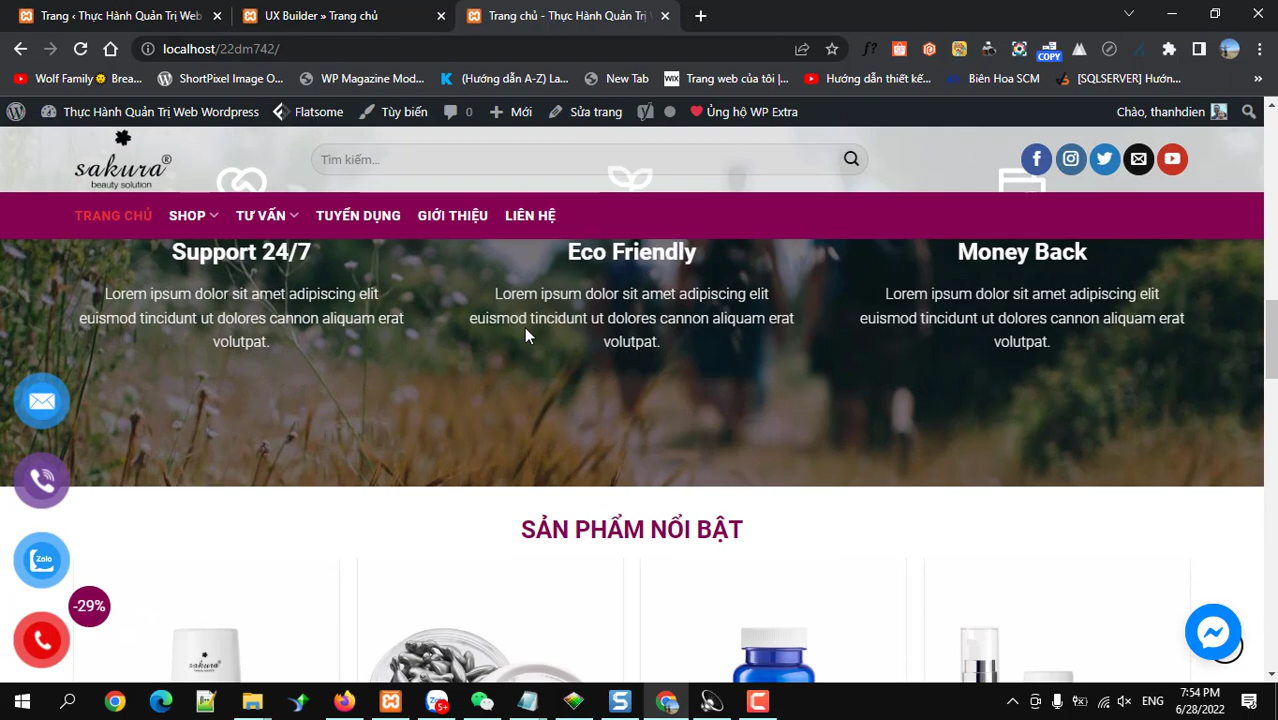 Trang ‹ Thực Hành Quản Trị Web
UX Builder » Trang chủ
Trang chủ - Thực Hành Quản Trị
localhost/22dm742/
f?
COPY
Wolf Family Brea...
ShortPixel Image O...
WP Magazine Mod...
(Hướng dẫn A-Z) La...
New Tab
WIX
Trang web của tôi |...
Hướng dẫn thiết kế...
Biên Hoa SCM
[SQLSERVER] Hướn...
»
Thực Hành Quản Trị Web Wordpress
Flatsome
Tùy biến
0
Mới
Sửa trang
Ủng hộ WP Extra
Chào, thanhdien
sakura
beauty solution
Tìm kiếm...
TRANG CHỦ
SHOP
TƯ VẤN
TUYỂN DỤNG
GIỚI THIỆU
LIÊN HỆ
Support 24/7
Lorem ipsum dolor sit amet adipiscing elit
euismod tincidunt ut dolores cannon aliquam erat
volutpat.
Eco Friendly
Lorem ipsum dolor sit amet adipiscing elit
euismod tincidunt ut dolores cannon aliquam erat
volutpat.
Money Back
Lorem ipsum dolor sit amet adipiscing elit
euismod tincidunt ut dolores cannon aliquam erat
volutpat.
Zalo
SẢN PHẨM NỔI BẬT
-29%
sakura
ENG
7:54 PM
6/28/2022